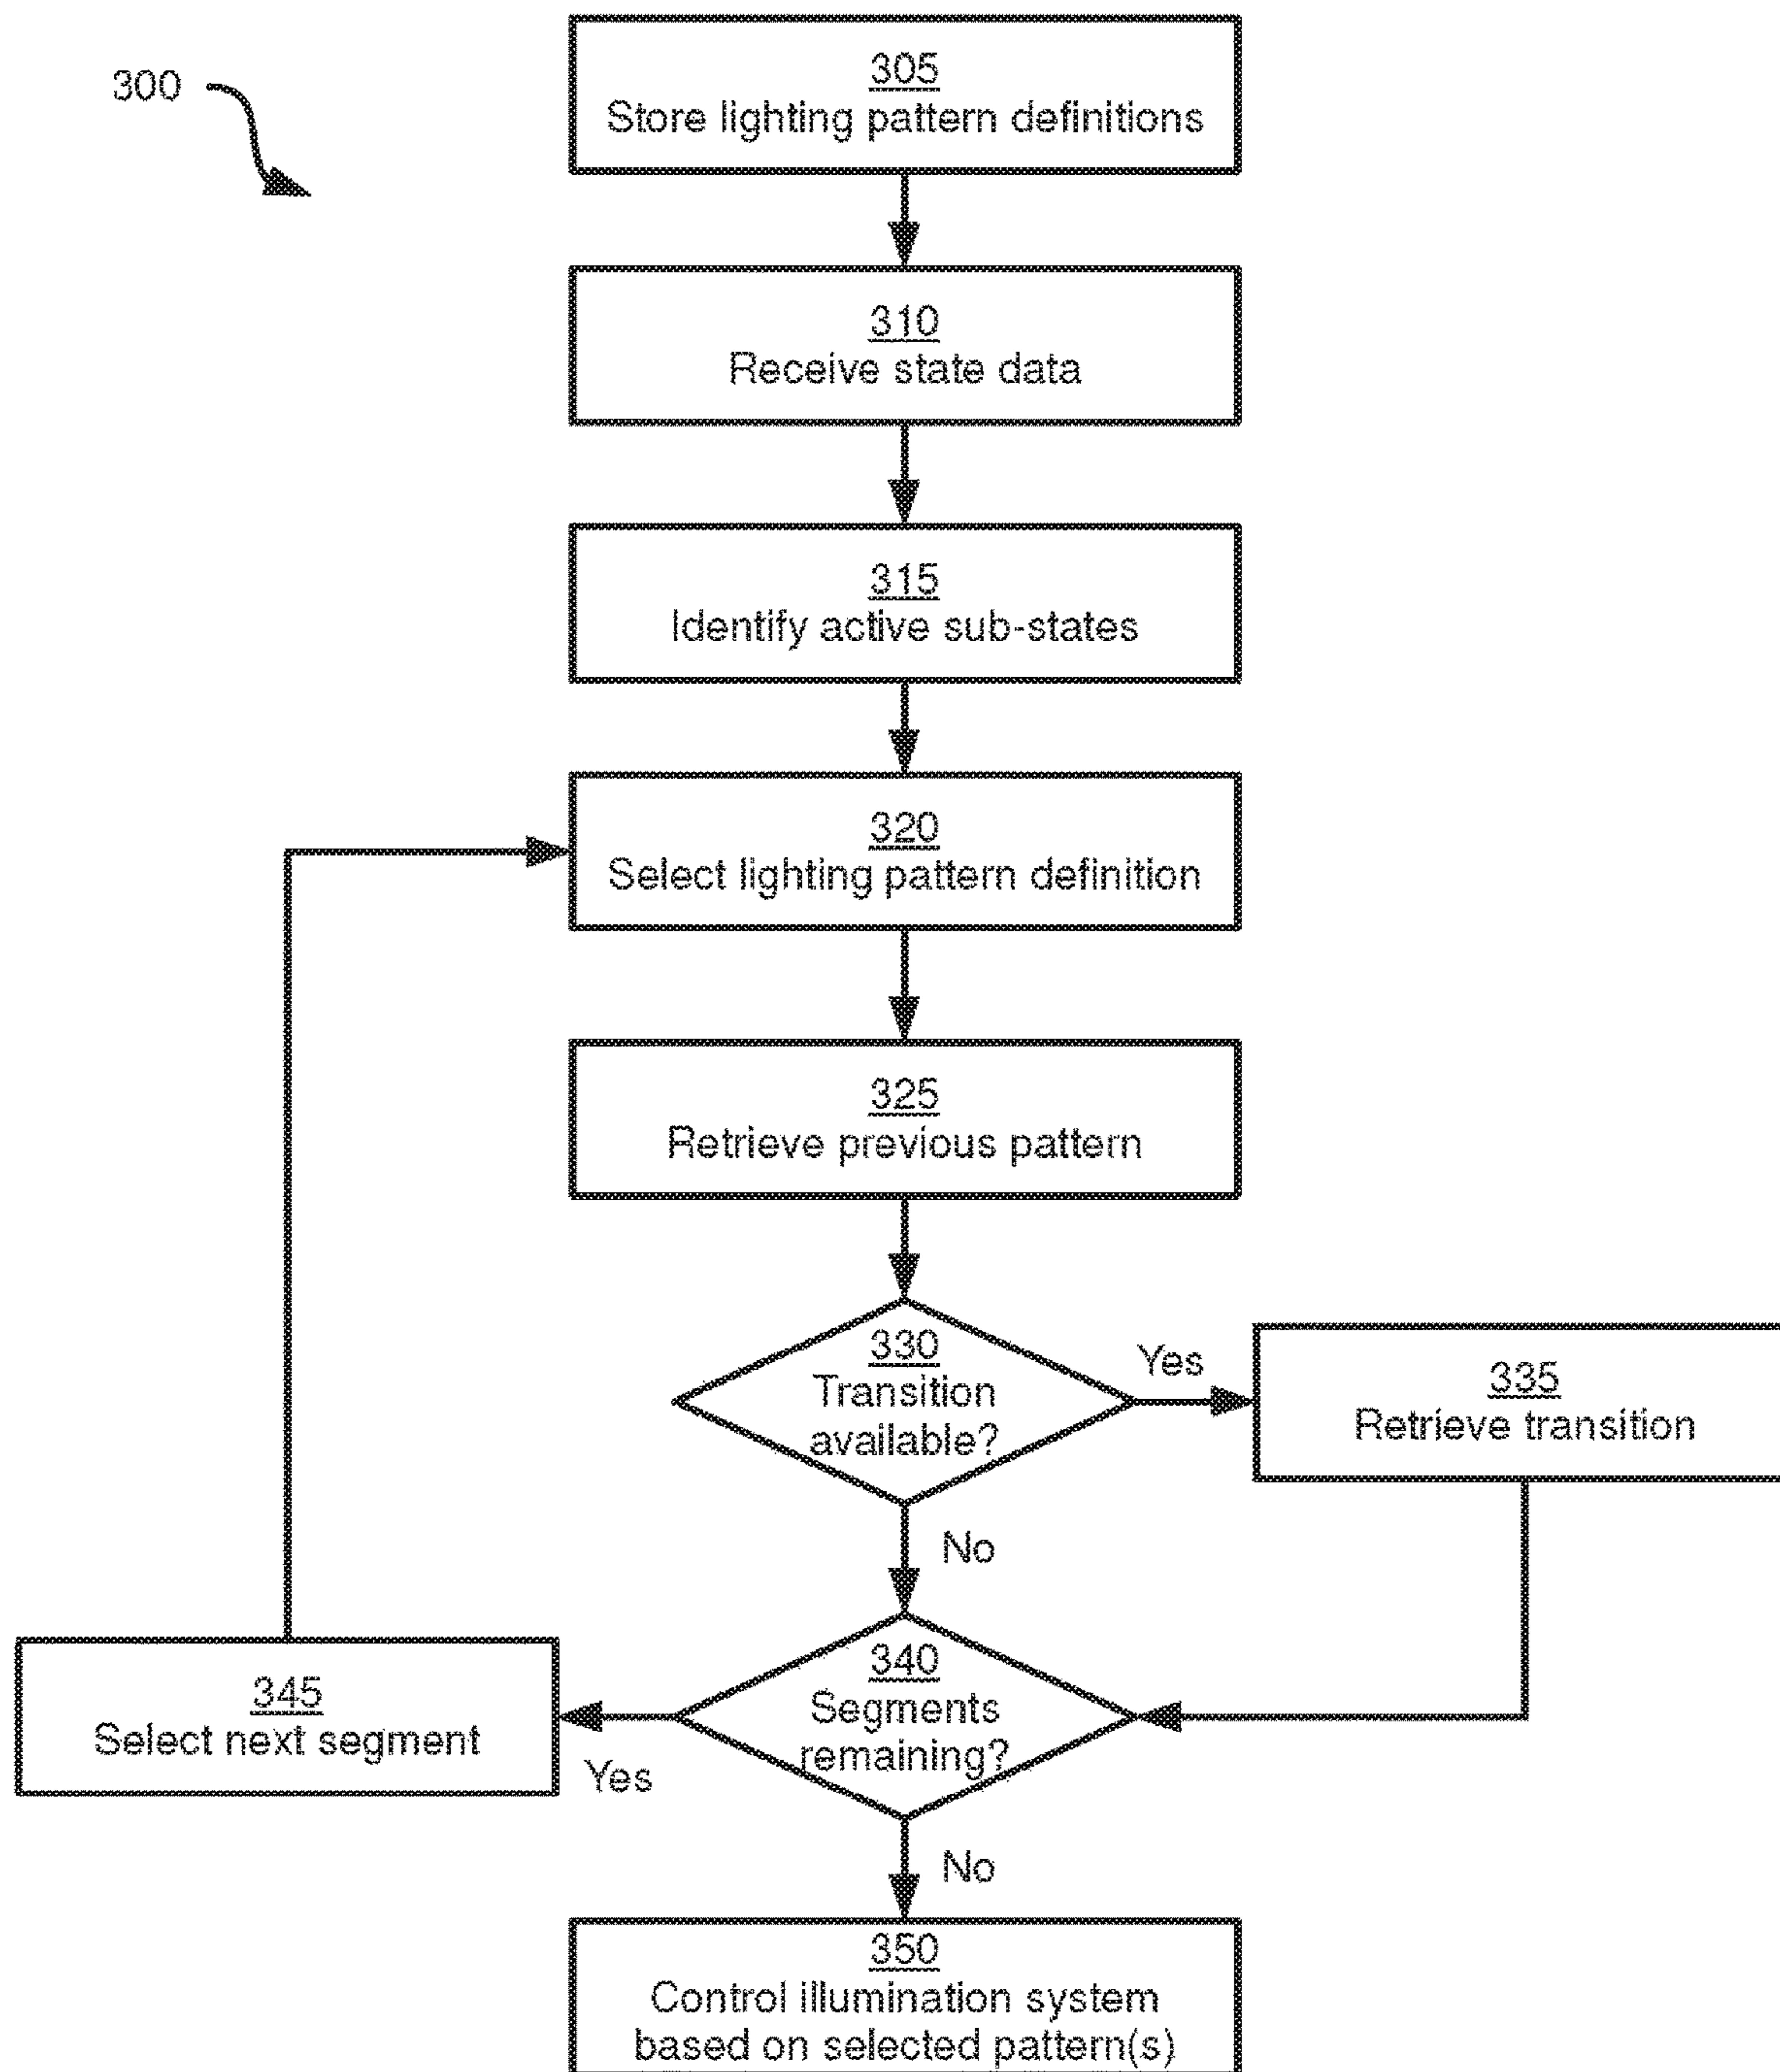 300
305
Store lighting pattern definitions
310
Receive state data
315
Identify active sub-states
320
Select lighting pattern definition
325
Retrieve previous pattern
330
Transition
available?
Yes
335
Retrieve transition
No
340
Segments
remaining?
345
Select next segment
Yes
No
350
Control illumination system
based on selected pattern(s)